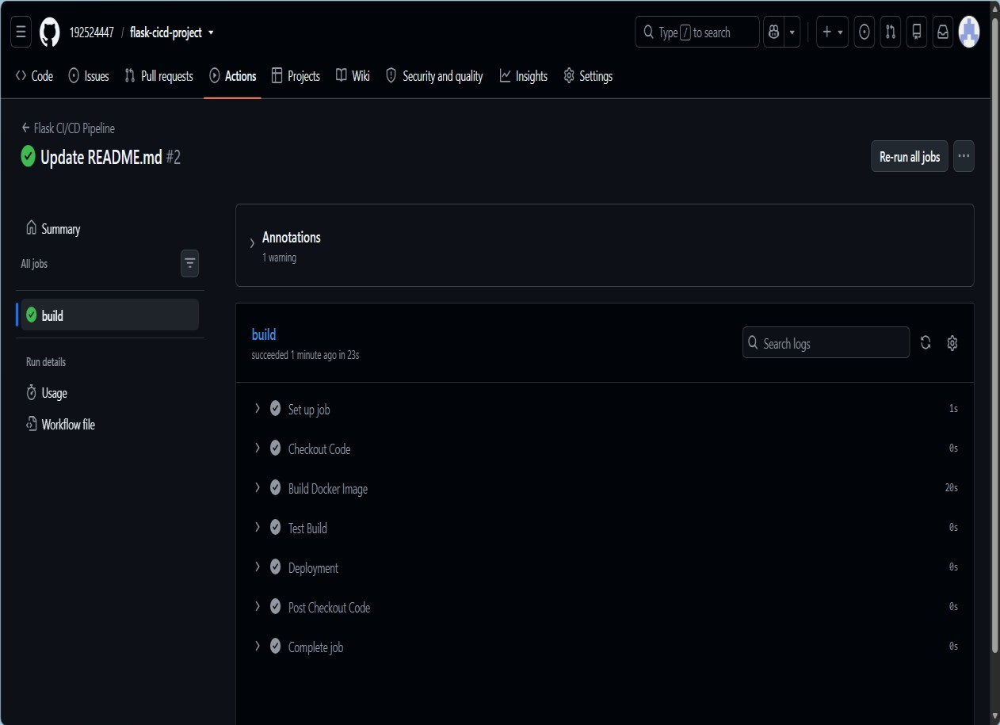 192524447 / flask-cicd-project
Type / to search
Code Issues Pull requests Actions Projects Wiki Security and quality Insights Settings
Flask CI/CD Pipeline
Update README.md #2
Re-run all jobs
Summary
All jobs
build
Run details
Usage
Workflow file
Annotations
1 warning
build
succeeded 1 minute ago in 23s
Search logs
Set up job 1s
Checkout Code 0s
Build Docker Image 20s
Test Build 0s
Deployment 0s
Post Checkout Code 0s
Complete job 0s